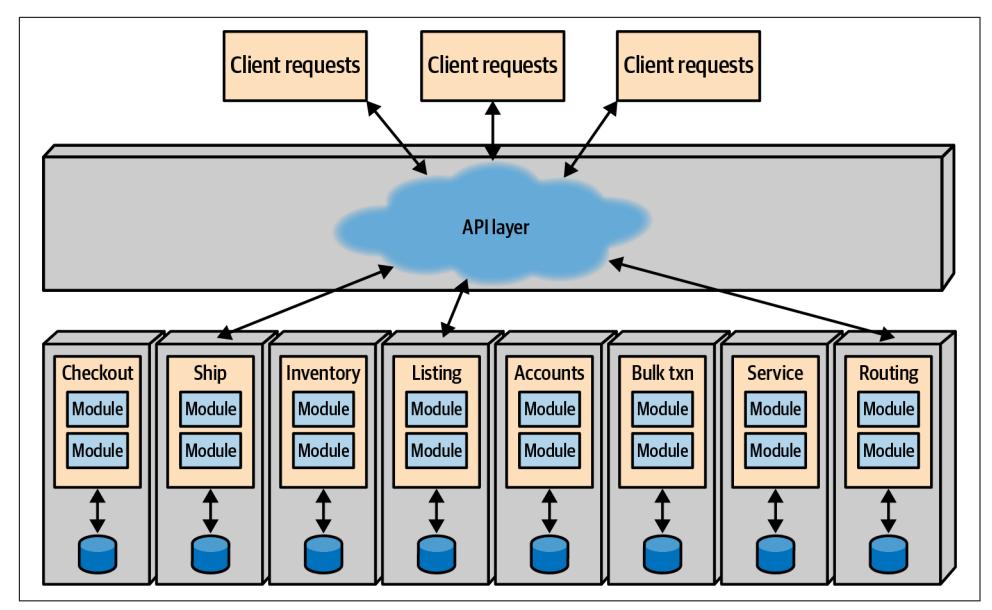 Client requests
Client requests
Client requests
API layer
Checkout
Module
Module
Ship
Module
Module
Inventory
Module
Module
Listing
Module
Module
Accounts
Module
Module
Bulk txn
Module
Module
Service
Module
Module
Routing
Module
Module